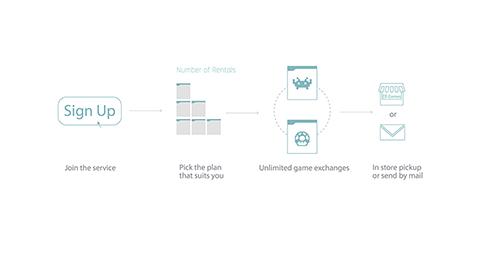 Number of Rentals
Sign Up
EB Games
or
Join the service
Pick the plan
that suits you
Unlimited game exchanges
In store pickup
or send by mail